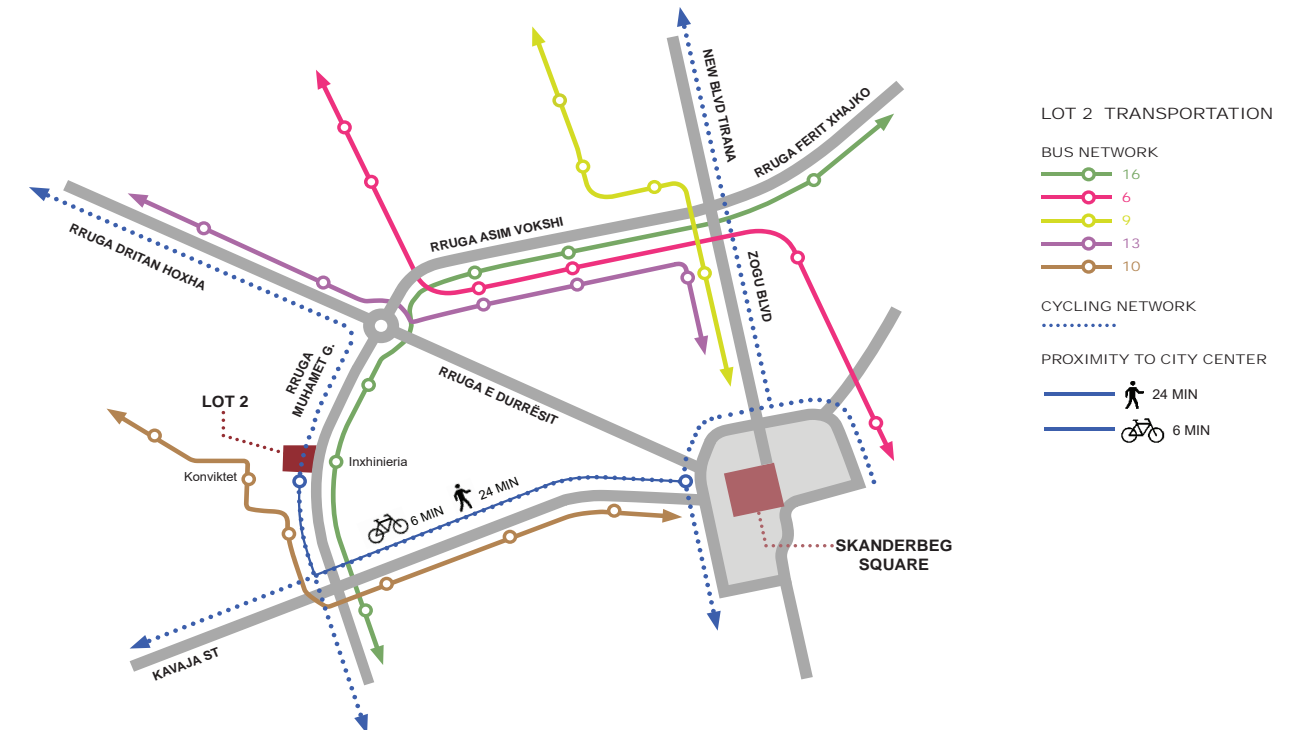 NEW BLVD TIRANA
RRUGA FERIT XHAJKO
RRUGA ASIM VOKSHI
RRUGA DRITAN HOXHA
ZOGU BLVD
RRUGA
MUHAMET G.
RRUGA E DURRËSIT
LOT 2
Inxhinieria
Konviktet
6 MIN
24 MIN
SKANDERBEG
SQUARE
KAVAJA ST
LOT 2 TRANSPORTATION
BUS NETWORK
16
6
9
13
10
CYCLING NETWORK
PROXIMITY TO CITY CENTER
24 MIN
6 MIN